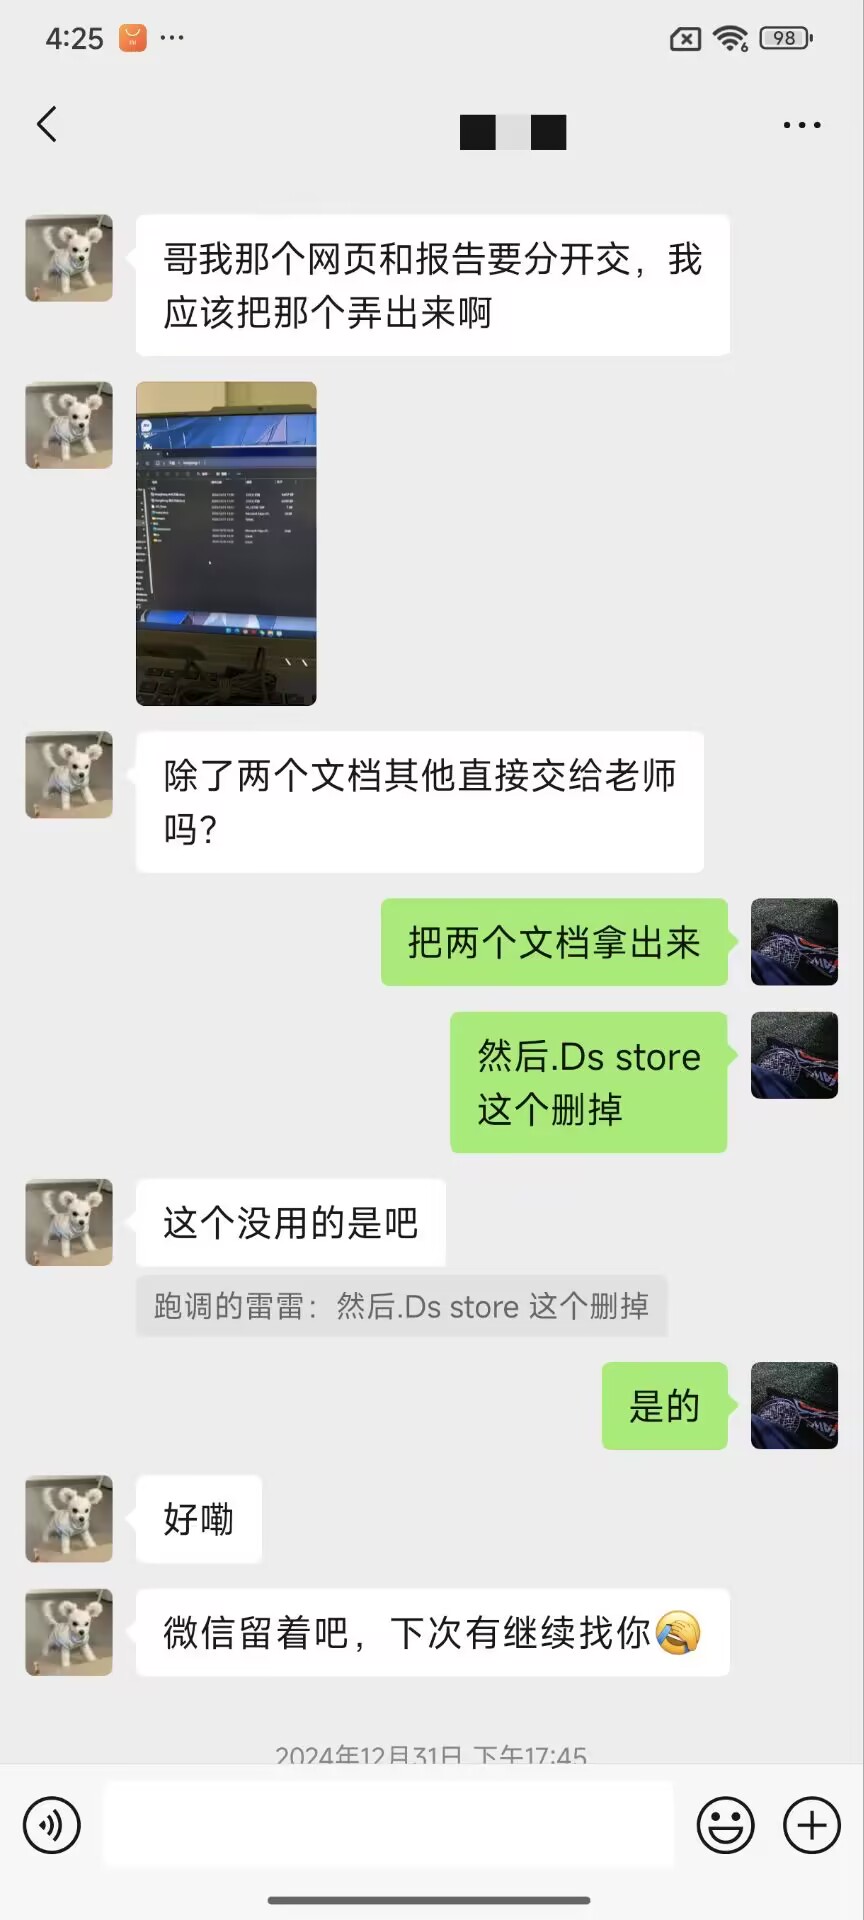 4:25
6
98
哥我那个网页和报告要分开交，我
应该把那个弄出来啊
除了两个文档其他直接交给老师
吗？
把两个文档拿出来
然后.Ds store
这个删掉
这个没用的是吧
跑调的雷雷：然后.Ds store 这个删掉
是的
好嘞
微信留着吧，下次有继续找你
2024年12月31日 下午17:45